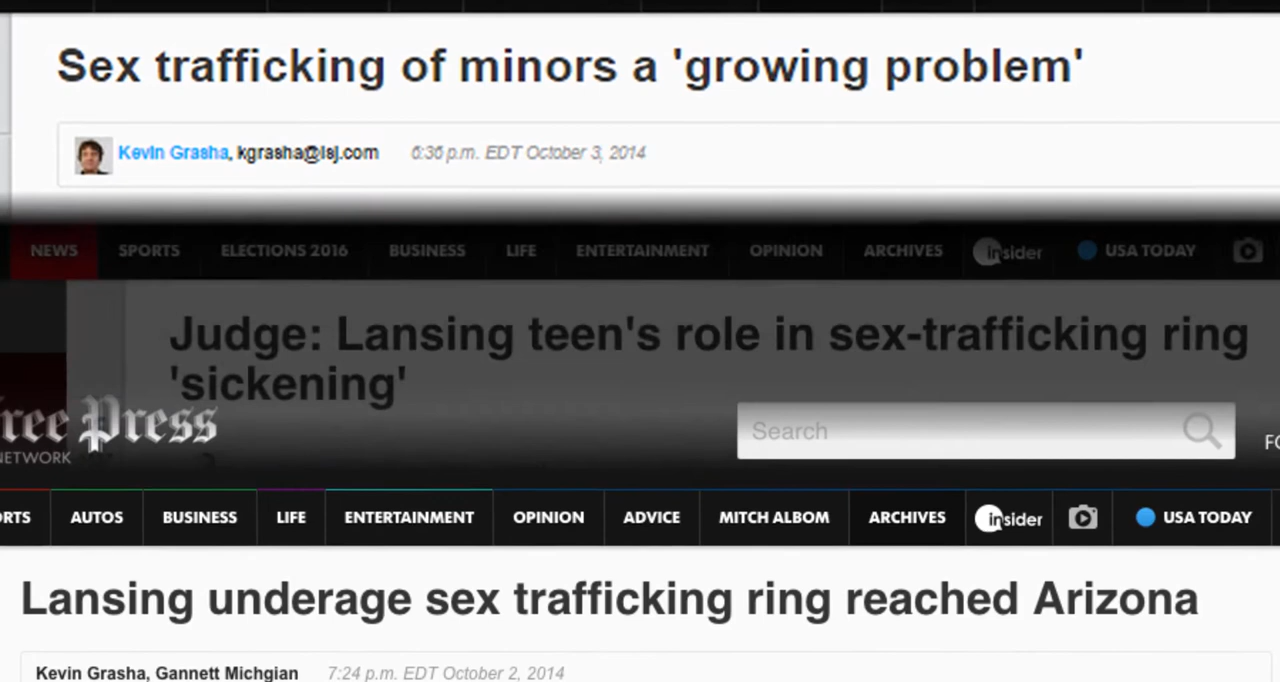 Sex trafficking of minors a 'growing problem'
Kevin Grasha, kgrasha@lsj.com 6:36 p.m. EDT October 3, 2014
NEWS SPORTS ELECTIONS 2016 BUSINESS LIFE ENTERTAINMENT OPINION ARCHIVES insider USA TODAY
Judge: Lansing teen's role in sex-trafficking ring
'sickening'
ree Press
Search
NETWORK
FO
RTS AUTOS BUSINESS LIFE ENTERTAINMENT OPINION ADVICE MITCH ALBOM ARCHIVES insider USA TODAY
Lansing underage sex trafficking ring reached Arizona
Kevin Grasha, Gannett Michgian 7:24 p.m. EDT October 2, 2014